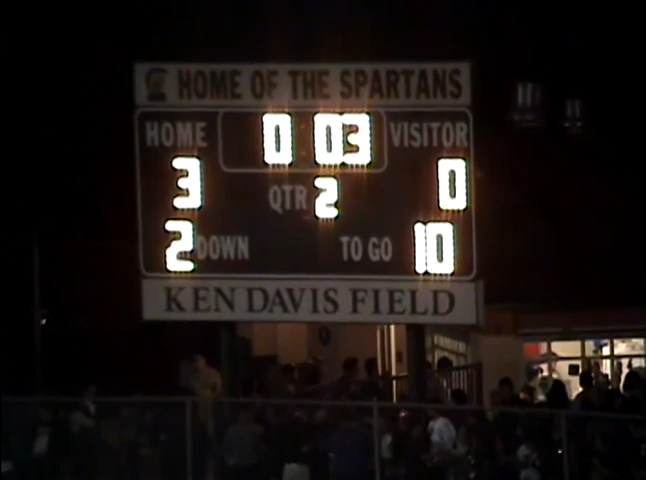 HOME OF THE SPARTANS
HOME 0:03 VISITOR
3 QTR 2 0
2 DOWN TO GO 10
KEN DAVIS FIELD